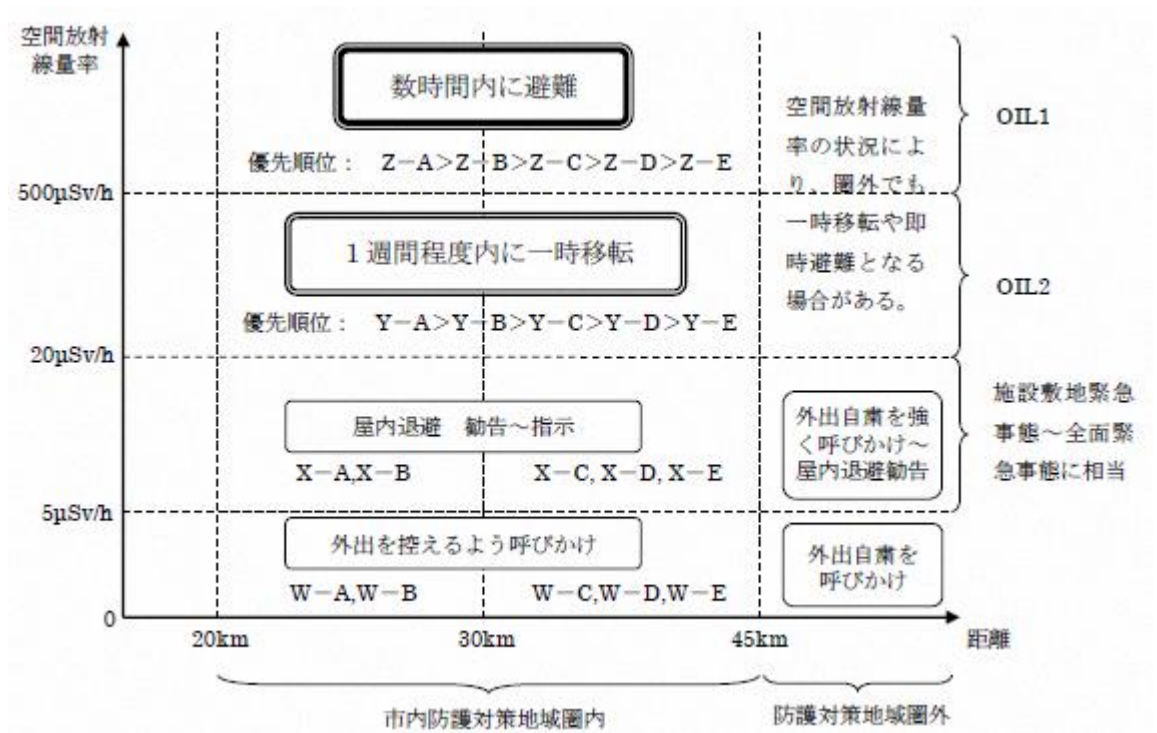 空間放射
線量率
数時間内に避難
優先順位： Z－A>Z－B>Z－C>Z－D>Z－E
空間放射線量
率の状況によ
り、圏外でも
一時移転や即
時避難となる
場合がある。
OIL1
500μSv/h
1週間程度内に一時移転
優先順位： Y－A>Y－B>Y－C>Y－D>Y－E
OIL2
20μSv/h
屋内退避 勧告～指示
X－A,X－B
X－C, X－D, X－E
外出自粛を強
く呼びかけ～
屋内退避勧告
施設敷地緊急
事態～全面緊
急事態に相当
5μSv/h
外出を控えるよう呼びかけ
W－A,W－B
W－C,W－D,W－E
外出自粛を
呼びかけ
0
20km
30km
45km
距離
市内防護対策地域圏内
防護対策地域圏外